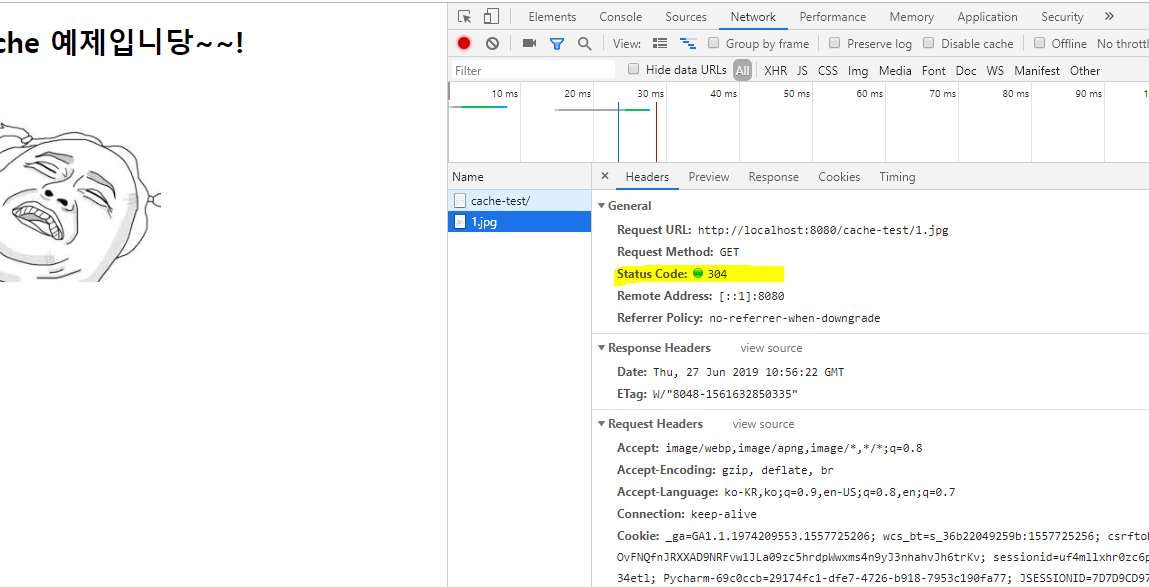 che 예제입니당~~!
Elements Console Sources Network Performance Memory Application Security »
View: Group by frame Preserve log Disable cache Offline No throttl
Filter Hide data URLs All XHR JS CSS Img Media Font Doc WS Manifest Other
10 ms 20 ms 30 ms 40 ms 50 ms 60 ms 70 ms 80 ms 90 ms 1
Name × Headers Preview Response Cookies Timing
cache-test/
1.jpg
General
Request URL: http://localhost:8080/cache-test/1.jpg
Request Method: GET
Status Code: 304
Remote Address: [::1]:8080
Referrer Policy: no-referrer-when-downgrade
Response Headers view source
Date: Thu, 27 Jun 2019 10:56:22 GMT
ETag: W/"8048-1561632850335"
Request Headers view source
Accept: image/webp,image/apng,image/*,*/*;q=0.8
Accept-Encoding: gzip, deflate, br
Accept-Language: ko-KR,ko;q=0.9,en-US;q=0.8,en;q=0.7
Connection: keep-alive
Cookie: _ga=GA1.1.1974209553.1557725206; wcs_bt=s_36b22049259b:1557725256; csrftok
OvFNQfnJRXXAD9NRFvw1JLa09zc5hrdpWwxms4n9yJ3nhahvJh6trKv; sessionid=uf4mllxhr0zc6p
34etl; Pycharm-69c0ccb=29174fc1-dfe7-4726-b918-7953c190fa77; JSESSIONID=7D7D9CD97